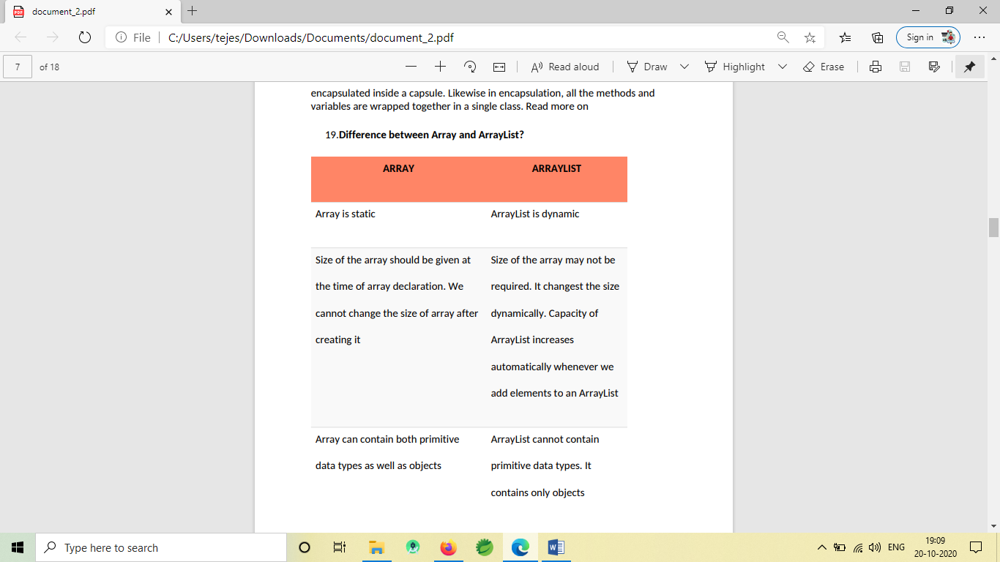 document_2.pdf
File
C:/Users/tejes/Downloads/Documents/document_2.pdf
Sign in
7
of 18
Read aloud
Draw
Highlight
Erase
encapsulated inside a capsule. Likewise in encapsulation, all the methods and
variables are wrapped together in a single class. Read more on
19.Difference between Array and ArrayList?
ARRAY
ARRAYLIST
Array is static
ArrayList is dynamic
Size of the array should be given at
the time of array declaration. We
cannot change the size of array after
creating it
Size of the array may not be
required. It changest the size
dynamically. Capacity of
ArrayList increases
automatically whenever we
add elements to an ArrayList
Array can contain both primitive
data types as well as objects
ArrayList cannot contain
primitive data types. It
contains only objects
Type here to search
ENG
19:09
20-10-2020